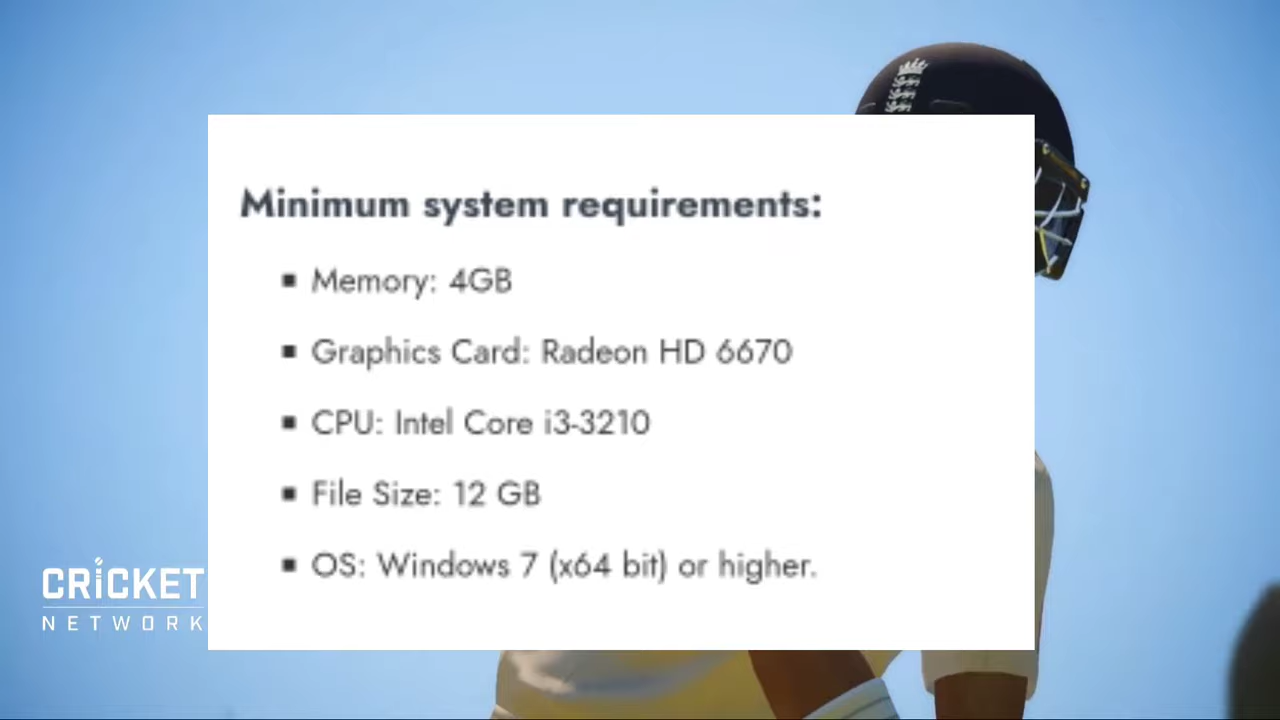 Minimum system requirements:
▪ Memory: 4GB
▪ Graphics Card: Radeon HD 6670
▪ CPU: Intel Core i3-3210
▪ File Size: 12 GB
▪ OS: Windows 7 (x64 bit) or higher.
CRICKET
NETWORK